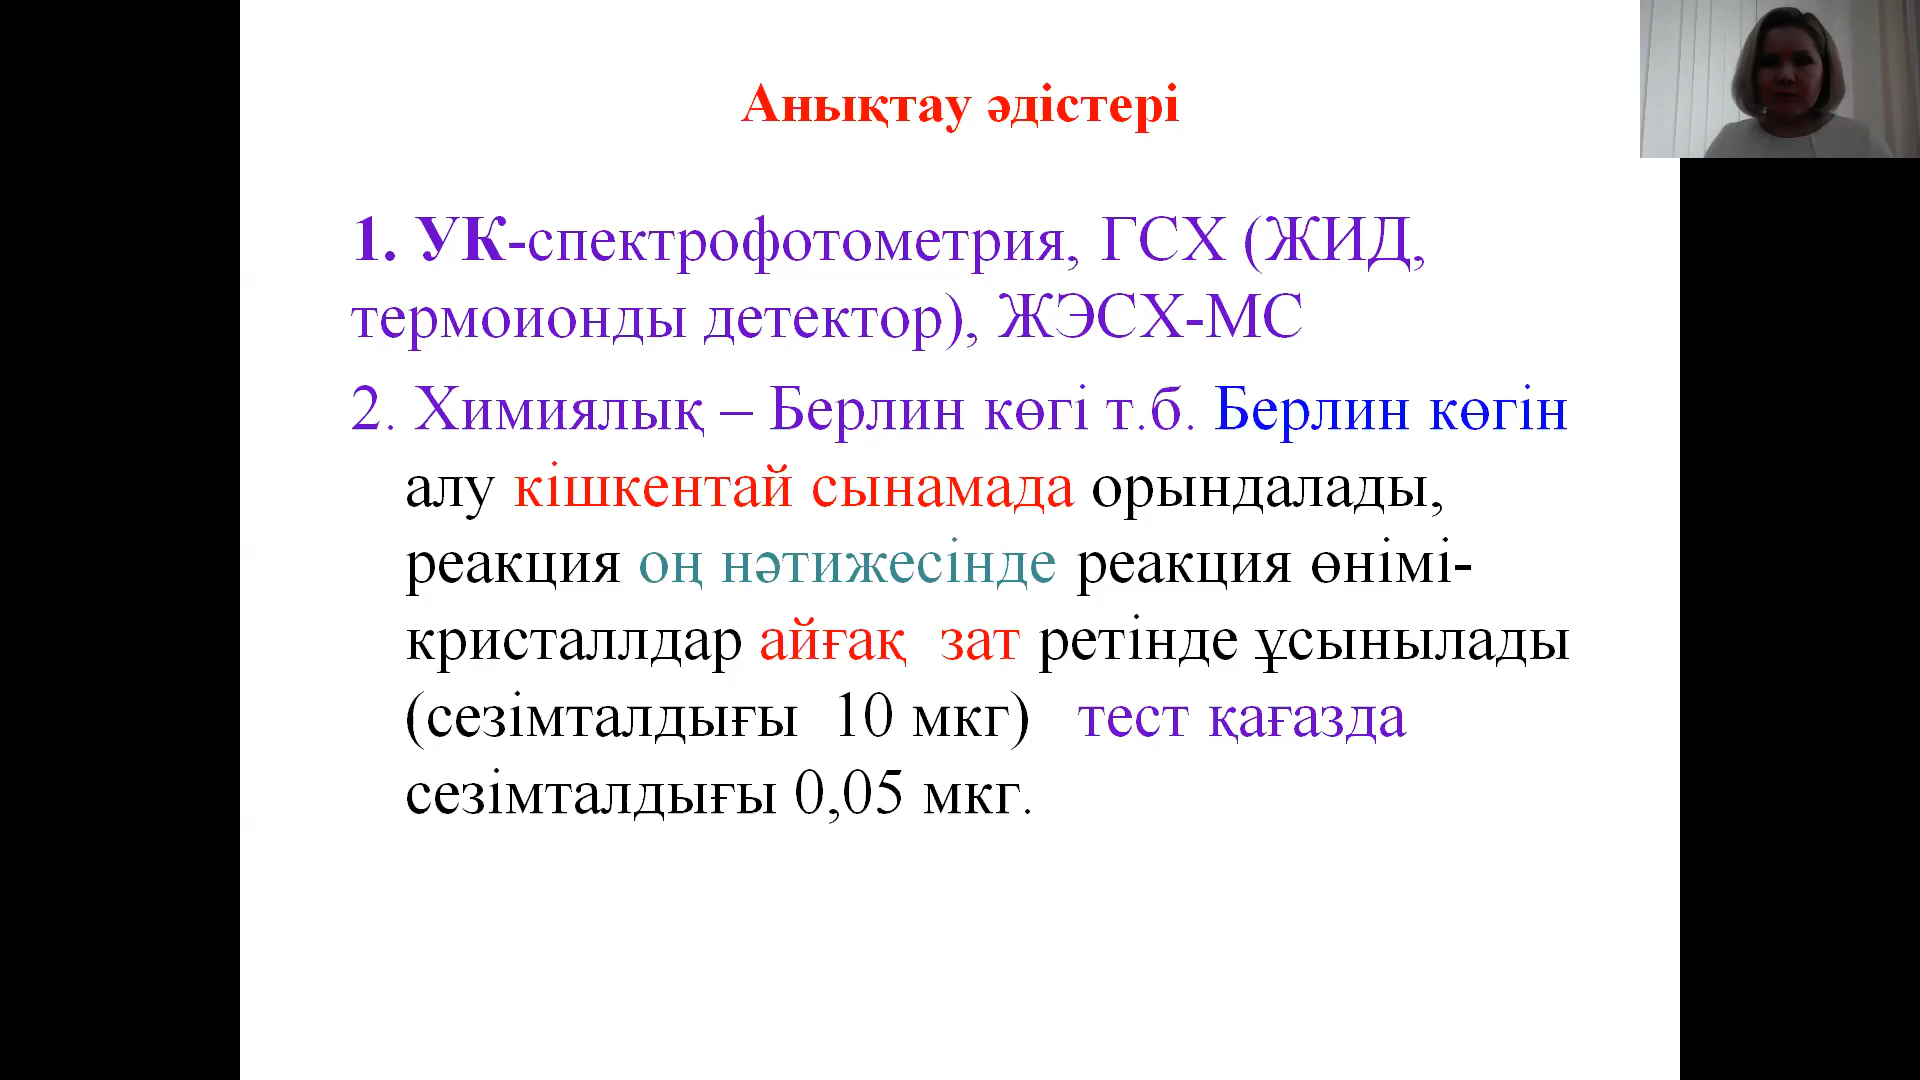 Анықтау әдістері
1. УК-спектрофотометрия, ГСХ (ЖИД,
термоионды детектор), ЖЭСХ-МС
2. Химиялық – Берлин көгі т.б. Берлин көгін
алу кішкентай сынамада орындалады,
реакция оң нәтижесінде реакция өнімі-
кристаллдар айғақ зат ретінде ұсынылады
(сезімталдығы 10 мкг) тест қағазда
сезімталдығы 0,05 мкг.